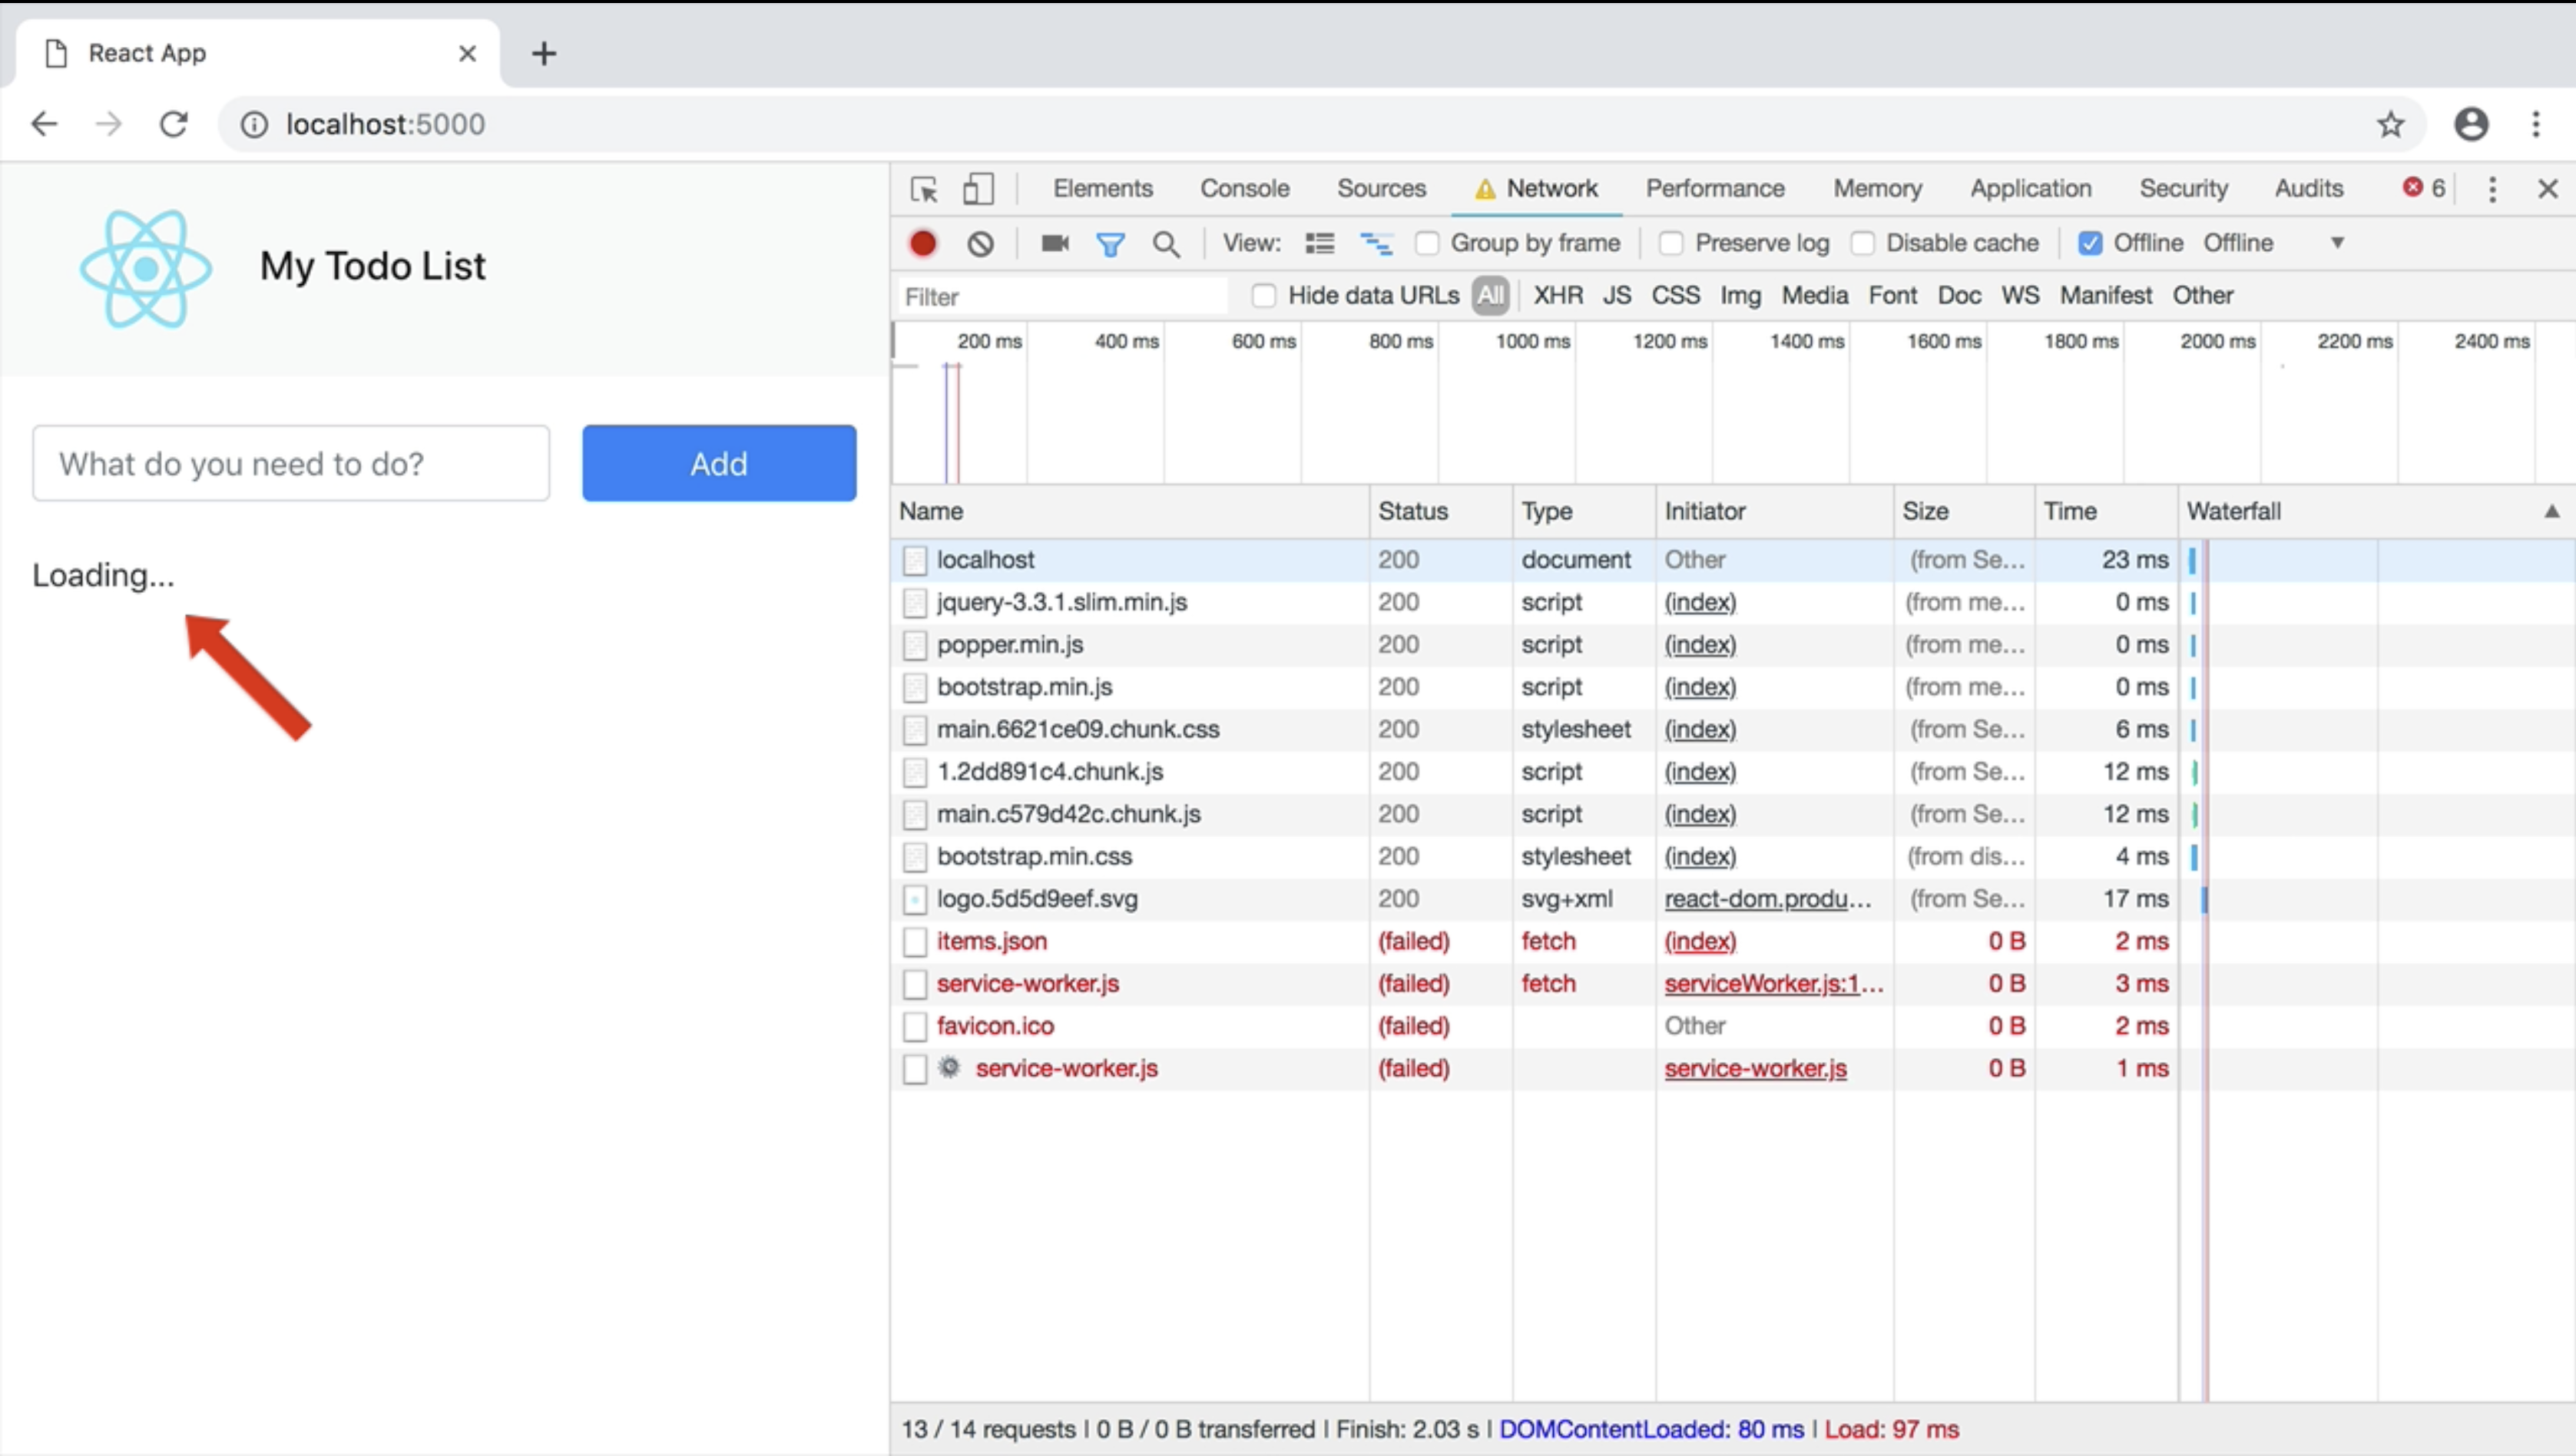 React App
localhost:5000
My Todo List
What do you need to do? Add
Loading...
Elements Console Sources Network Performance Memory Application Security Audits 6
View: Group by frame Preserve log Disable cache Offline Offline
Filter Hide data URLs All XHR JS CSS Img Media Font Doc WS Manifest Other
200 ms 400 ms 600 ms 800 ms 1000 ms 1200 ms 1400 ms 1600 ms 1800 ms 2000 ms 2200 ms 2400 ms
Name Status Type Initiator Size Time Waterfall
localhost 200 document Other (from Se... 23 ms
jquery-3.3.1.slim.min.js 200 script (index) (from me... 0 ms
popper.min.js 200 script (index) (from me... 0 ms
bootstrap.min.js 200 script (index) (from me... 0 ms
main.6621ce09.chunk.css 200 stylesheet (index) (from Se... 6 ms
1.2dd891c4.chunk.js 200 script (index) (from Se... 12 ms
main.c579d42c.chunk.js 200 script (index) (from Se... 12 ms
bootstrap.min.css 200 stylesheet (index) (from dis... 4 ms
logo.5d5d9eef.svg 200 svg+xml react-dom.produ... (from Se... 17 ms
items.json (failed) fetch (index) 0 B 2 ms
service-worker.js (failed) fetch serviceWorker.js:1... 0 B 3 ms
favicon.ico (failed) Other 0 B 2 ms
service-worker.js (failed) service-worker.js 0 B 1 ms
13 / 14 requests | 0 B / 0 B transferred | Finish: 2.03 s | DOMContentLoaded: 80 ms | Load: 97 ms